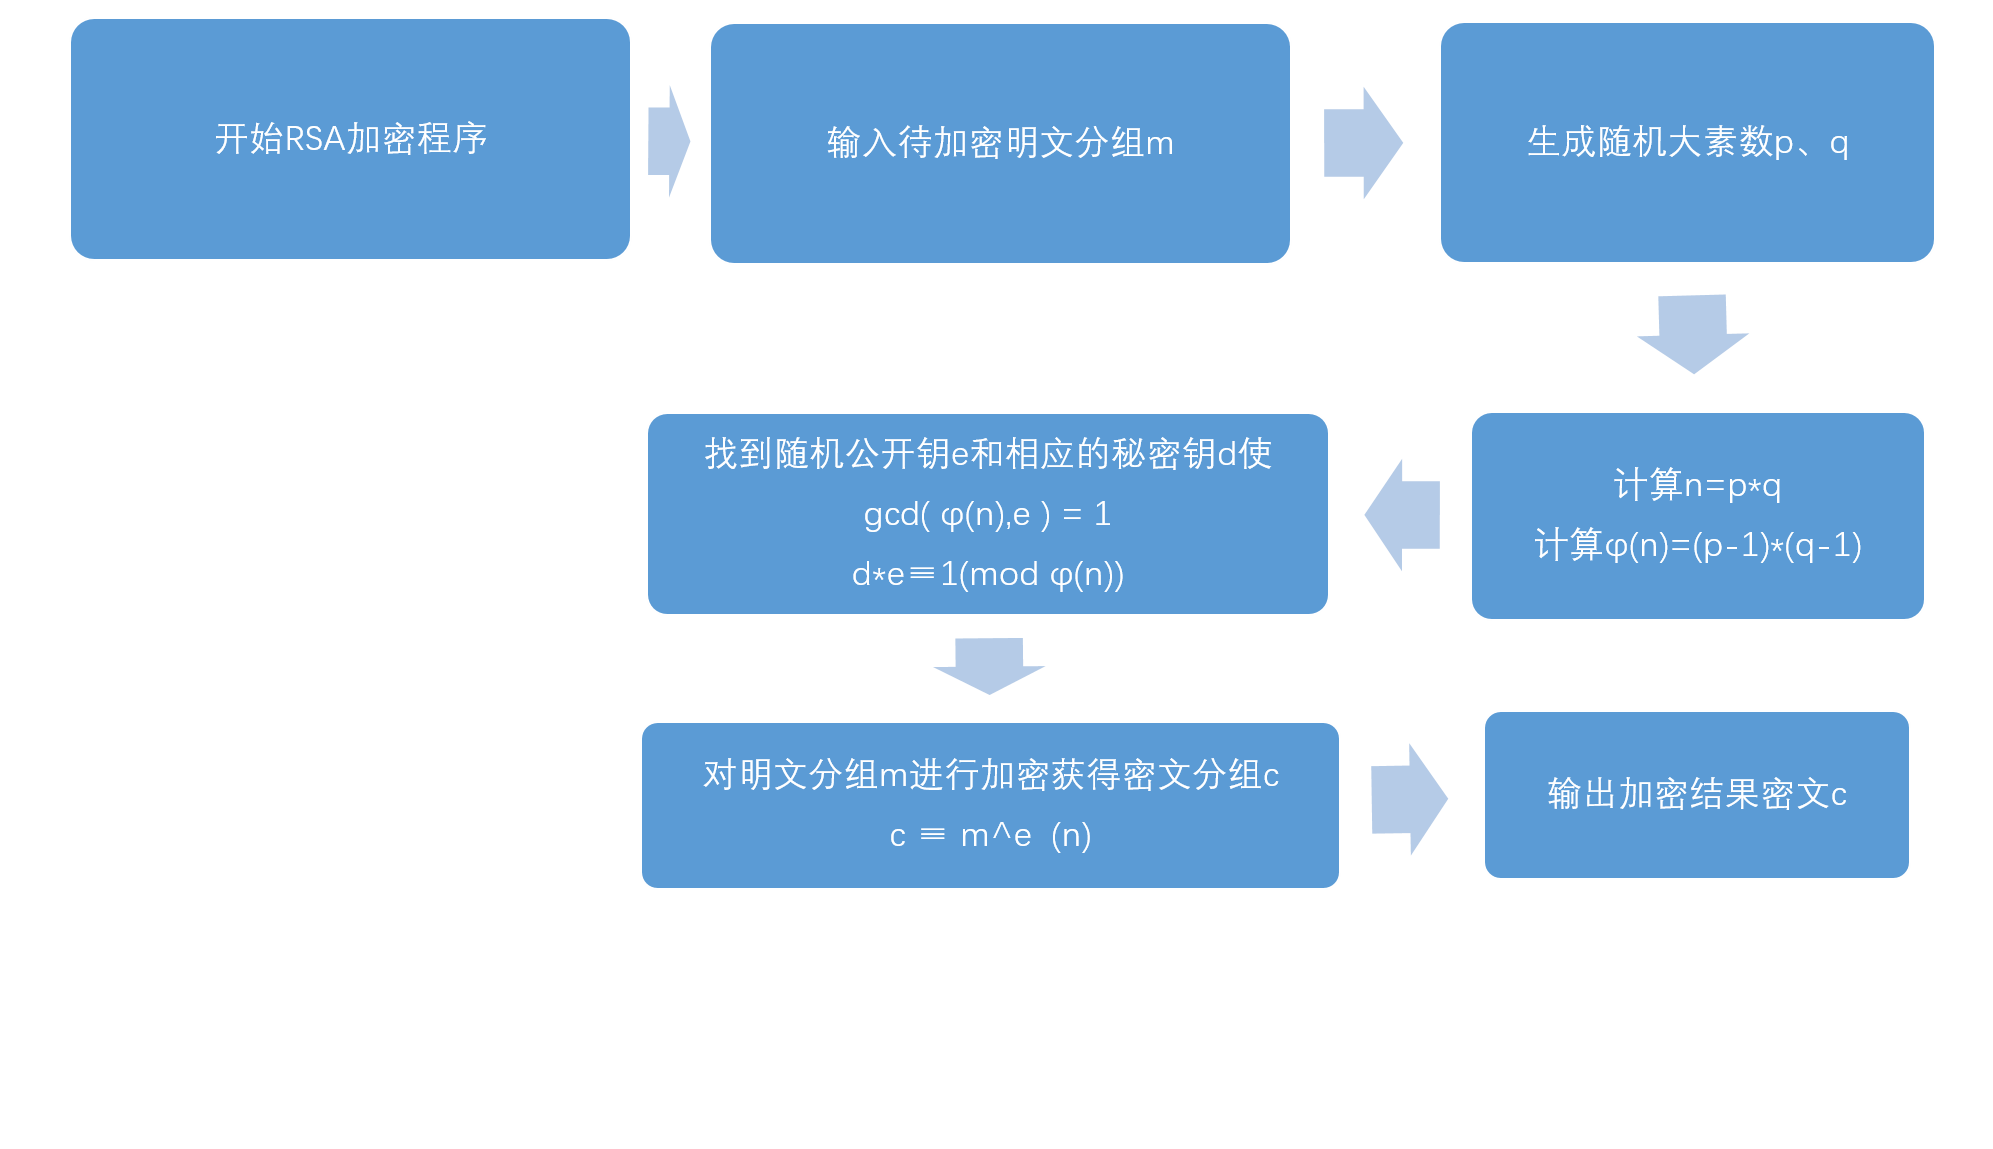 开始RSA加密程序
输入待加密明文分组m
生成随机大素数p、q
计算n=p*q
计算φ(n)=(p-1)*(q-1)
找到随机公开钥e和相应的秘密钥d使
gcd( φ(n),e ) = 1
d*e≡1(mod φ(n))
对明文分组m进行加密获得密文分组c
c ≡ m^e  (n)
输出加密结果密文c